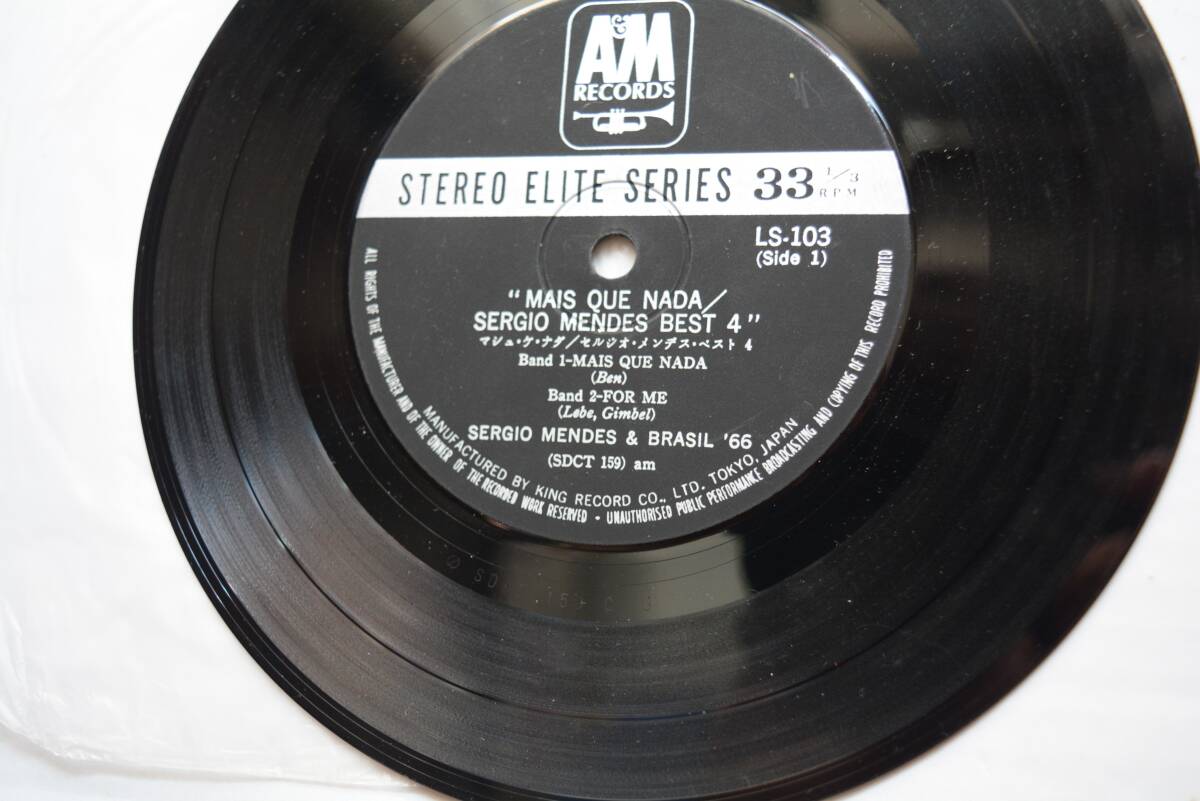 A&M
RECORDS
STEREO ELITE SERIES 33 1/3 RPM
LS-103
(Side 1)
"MAIS QUE NADA/
SERGIO MENDES BEST 4"
マシュ・ケ・ナダ/セルジオ・メンデス・ベスト 4
Band 1-MAIS QUE NADA
(Ben)
Band 2-FOR ME
(Lobe, Gimbel)
SERGIO MENDES & BRASIL '66
(SDCT 159) am
MANUFACTURED BY KING RECORD CO., LTD, TOKYO, JAPAN
ALL RIGHTS OF THE MANUFACTURER AND OF THE OWNER OF THE RECORDED WORK RESERVED • UNAUTHORISED PUBLIC PERFORMANCE BROADCASTING AND COPYING OF THIS RECORD PROHIBITED